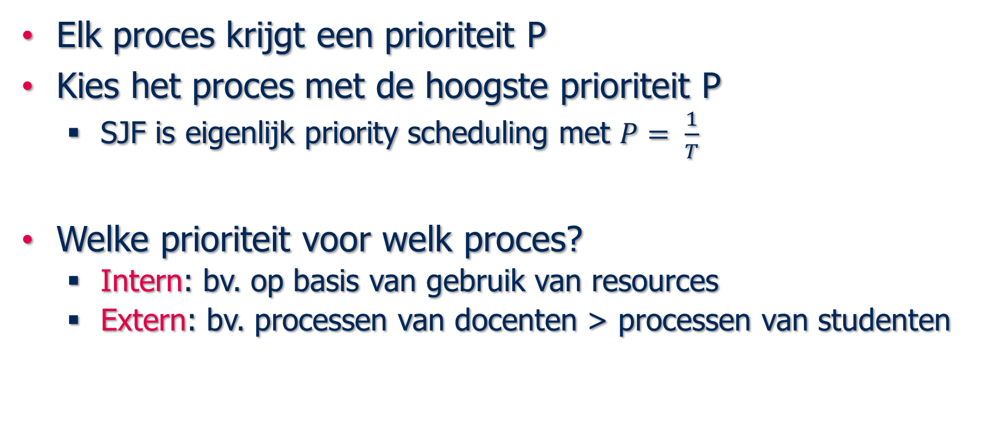 • Elk proces krijgt een prioriteit P
• Kies het proces met de hoogste prioriteit P
▪ SJF is eigenlijk priority scheduling met P = 1/T
• Welke prioriteit voor welk proces?
▪ Intern: bv. op basis van gebruik van resources
▪ Extern: bv. processen van docenten > processen van studenten